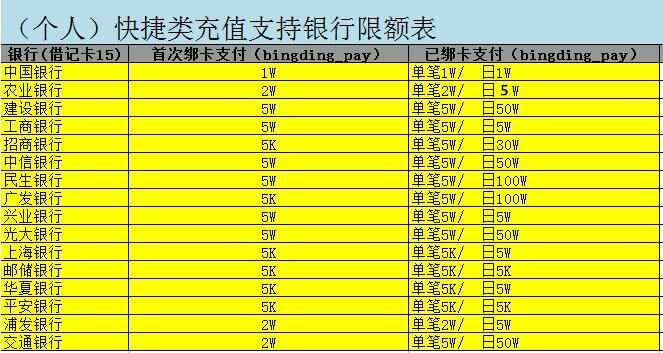 （个人）快捷类充值支持银行限额表
银行(借记卡15) 首次绑卡支付（bingding_pay） 已绑卡支付（bingding_pay）
中国银行 1W 单笔1W/ 日1W
农业银行 2W 单笔2W/ 日5W
建设银行 5W 单笔5W/ 日50W
工商银行 5W 单笔5W/ 日5W
招商银行 5K 单笔5W/ 日30W
中信银行 5W 单笔5W/ 日50W
民生银行 5W 单笔5W/ 日100W
广发银行 5K 单笔5W/ 日100W
兴业银行 5W 单笔5W/ 日5W
光大银行 5W 单笔5W/ 日50W
上海银行 5K 单笔5K/ 日5W
邮储银行 5K 单笔5K/ 日5K
华夏银行 5K 单笔5W/ 日5W
平安银行 5K 单笔5K/ 日5K
浦发银行 2W 单笔2W/ 日5W
交通银行 2W 单笔5W/ 日50W